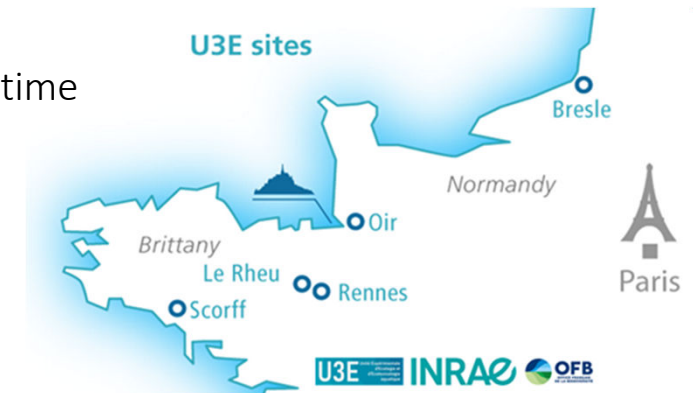 U3E sites
time
Bresle
Normandy
Oir
Brittany
Le Rheu
Rennes
Paris
Scorff
U3E
INRAE
OFB